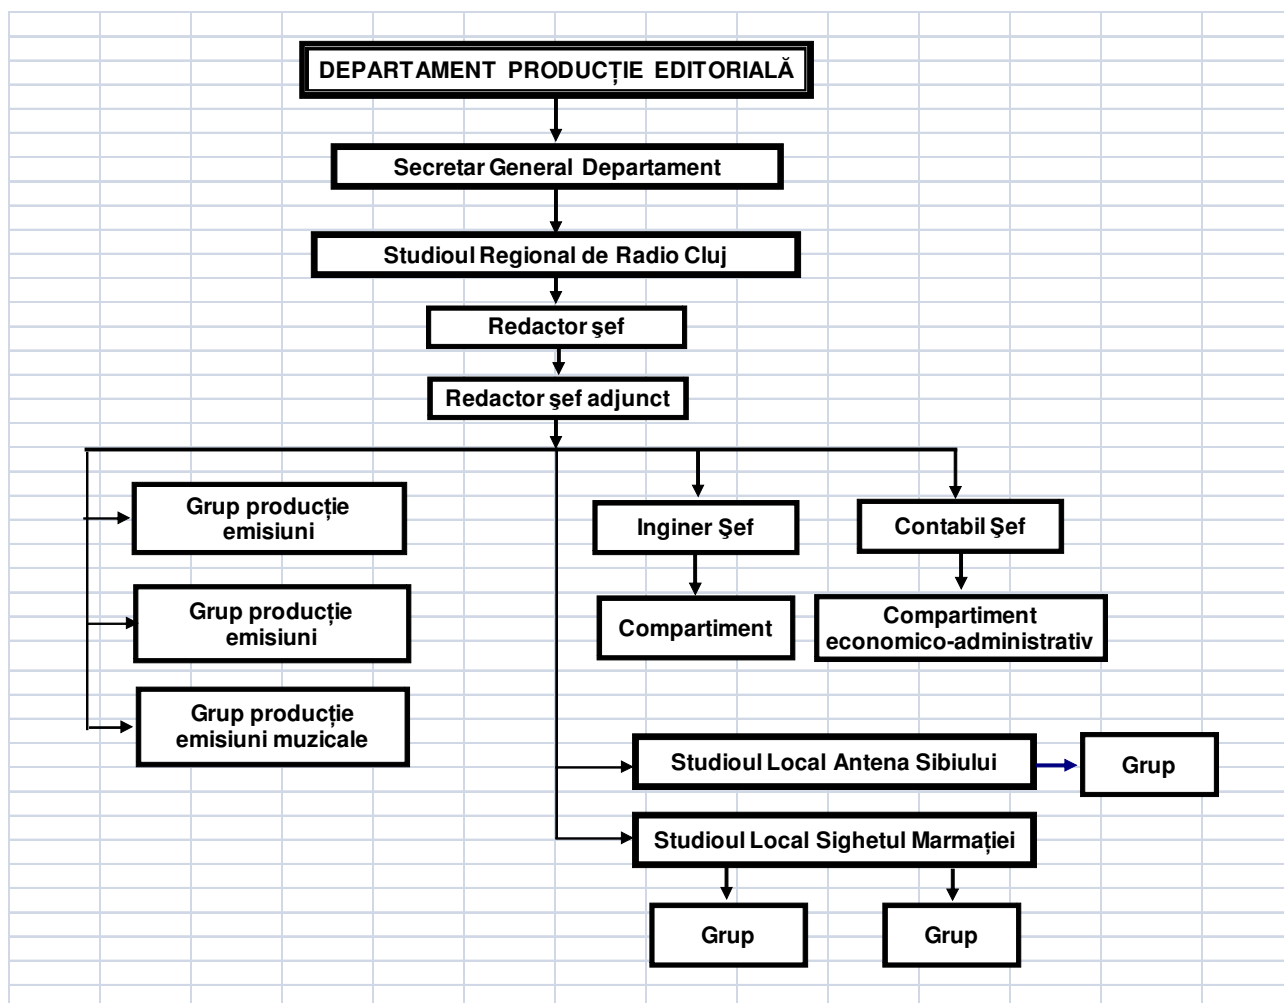 DEPARTAMENT PRODUCȚIE EDITORIALĂ
Secretar General Departament
Studioul Regional de Radio Cluj
Redactor şef
Redactor şef adjunct
Grup producție
emisiuni
Inginer Şef
Contabil Şef
Grup producție
emisiuni
Compartiment
Compartiment
economico-administrativ
Grup producție
emisiuni muzicale
Studioul Local Antena Sibiului
Grup
Studioul Local Sighetul Marmației
Grup
Grup